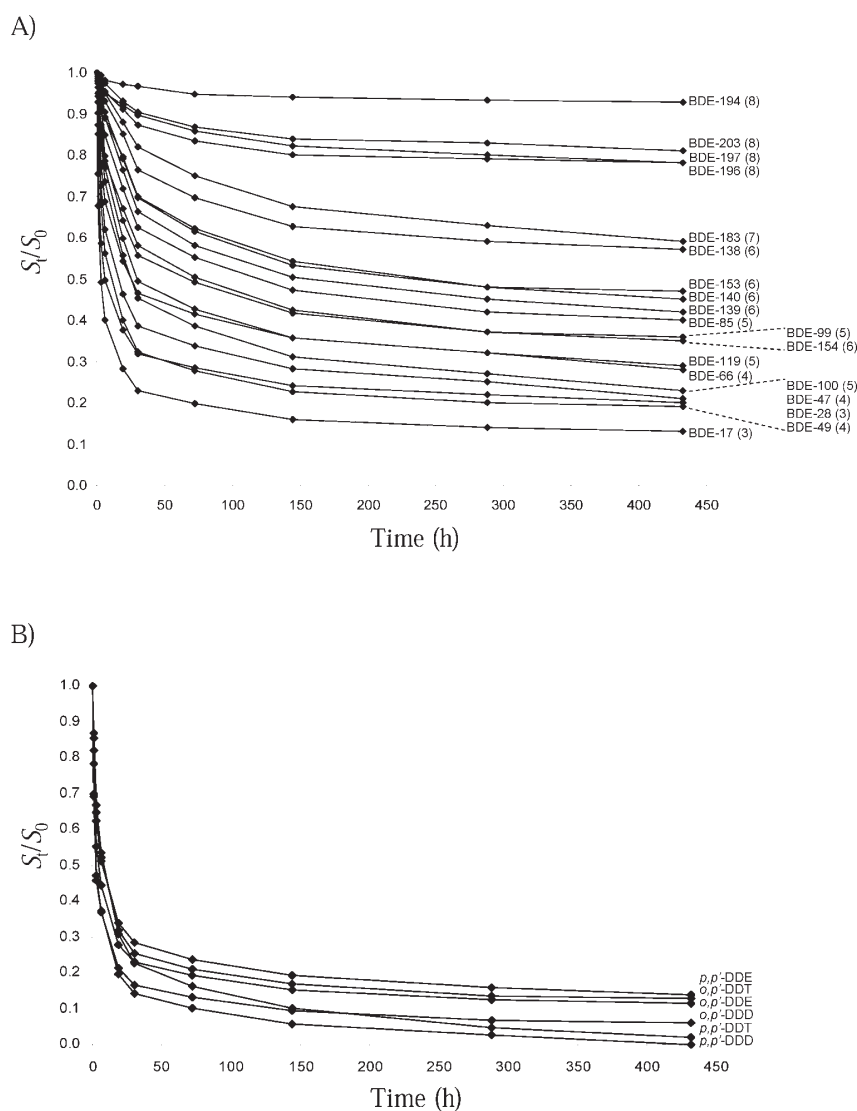 A)
St/S0
1.0
0.9
0.8
0.7
0.6
0.5
0.4
0.3
0.2
0.1
0.0
0 50 100 150 200 250 300 350 400 450
Time (h)
BDE-194 (8)
BDE-203 (8)
BDE-197 (8)
BDE-196 (8)
BDE-183 (7)
BDE-138 (6)
BDE-153 (6)
BDE-140 (6)
BDE-139 (6)
BDE-85 (5)
BDE-99 (5)
BDE-154 (6)
BDE-119 (5)
BDE-66 (4)
BDE-100 (5)
BDE-47 (4)
BDE-28 (3)
BDE-49 (4)
BDE-17 (3)
B)
St/S0
1.0
0.9
0.8
0.7
0.6
0.5
0.4
0.3
0.2
0.1
0.0
0 50 100 150 200 250 300 350 400 450
Time (h)
p,p'-DDE
o,p'-DDT
o,p'-DDE
o,p'-DDD
p,p'-DDT
p,p'-DDD